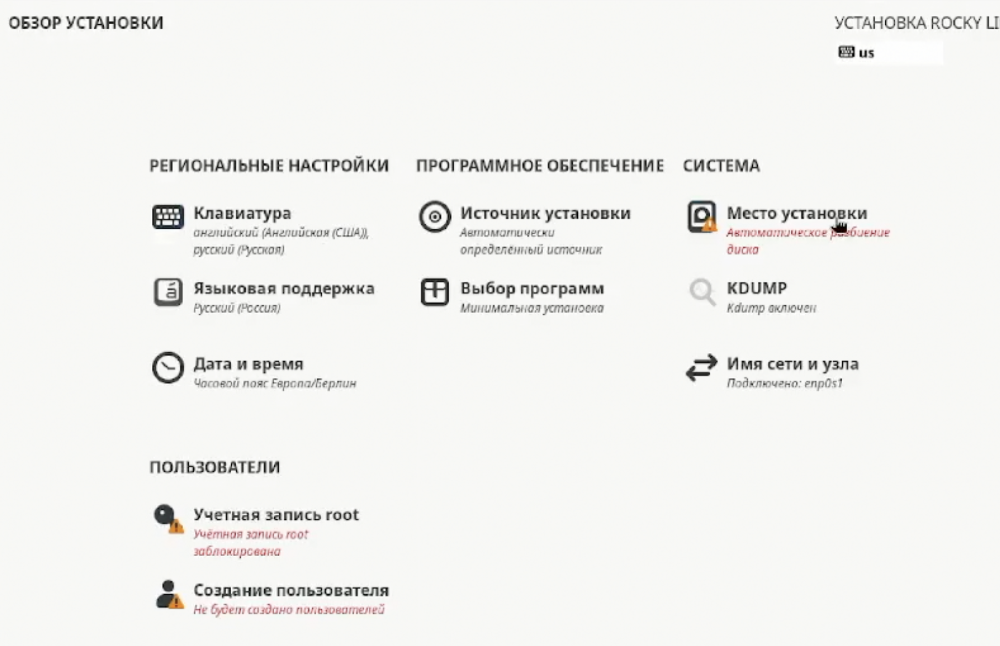 ОБЗОР УСТАНОВКИ
УСТАНОВКА ROCKY LI
us
РЕГИОНАЛЬНЫЕ НАСТРОЙКИ
Клавиатура
английский (Английская (США)),
русский (Русская)
Языковая поддержка
Русский (Россия)
Дата и время
Часовой пояс Европа/Берлин
ПРОГРАММНОЕ ОБЕСПЕЧЕНИЕ
Источник установки
Автоматически
определённый источник
Выбор программ
Минимальная установка
СИСТЕМА
Место установки
Автоматическое разбиение
диска
KDUMP
Kdump включен
Имя сети и узла
Подключено: enp0s1
ПОЛЬЗОВАТЕЛИ
Учетная запись root
Учётная запись root
заблокирована
Создание пользователя
Не будет создано пользователей